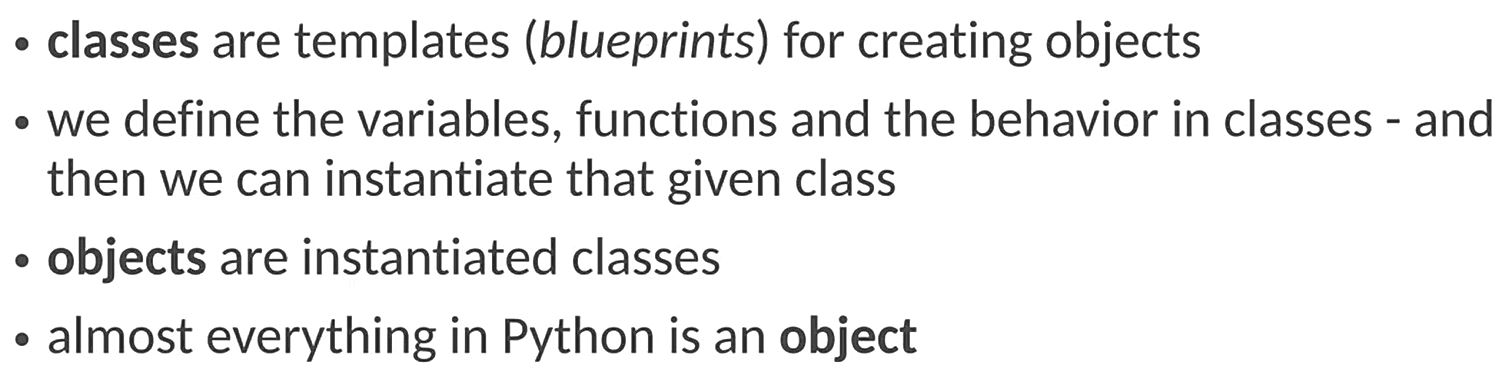 • classes are templates (blueprints) for creating objects
• we define the variables, functions and the behavior in classes - and
then we can instantiate that given class
• objects are instantiated classes
• almost everything in Python is an object